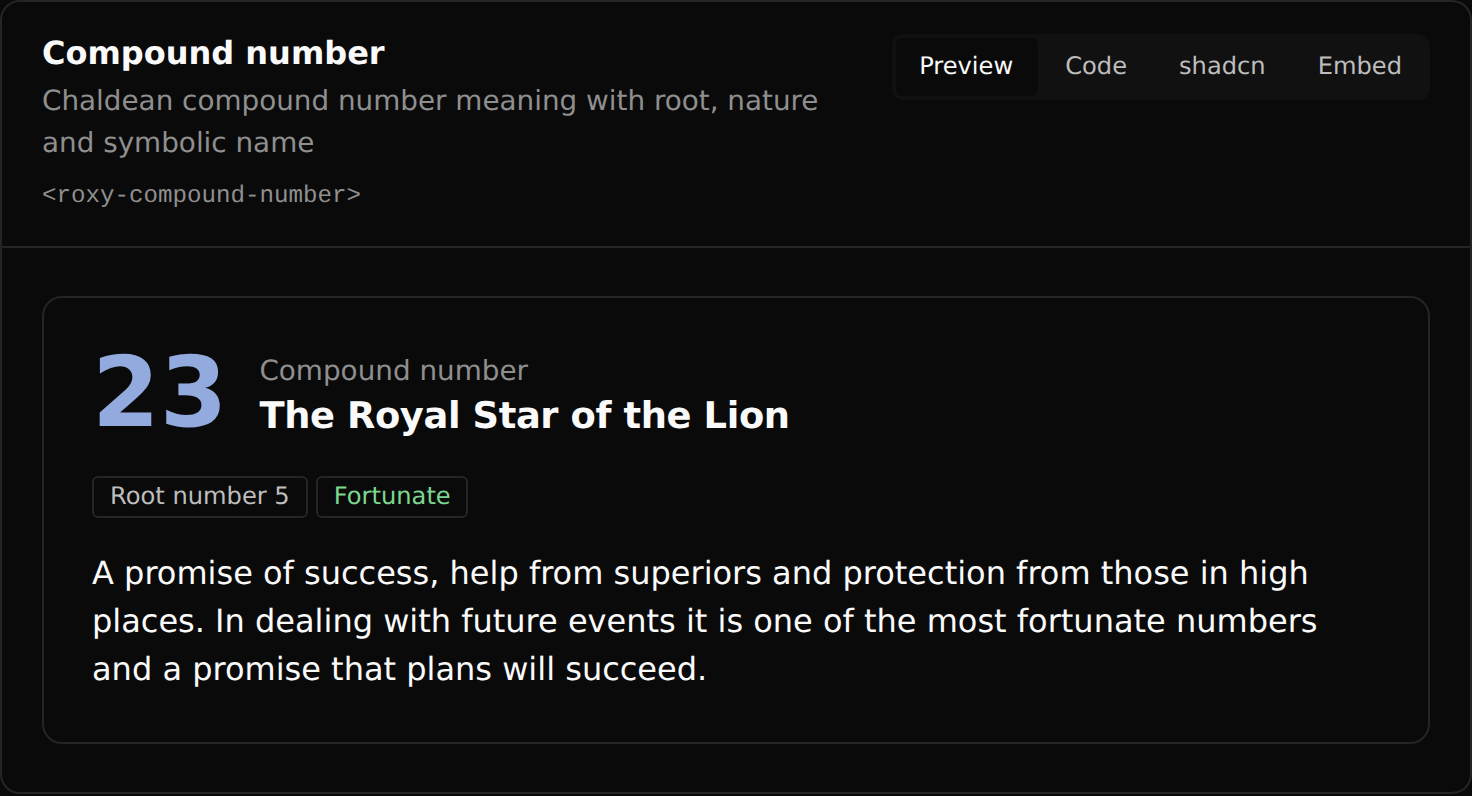 Compound number
Chaldean compound number meaning with root, nature
and symbolic name
<roxy-compound-number>
Preview
Code
shadcn
Embed
23
Compound number
The Royal Star of the Lion
Root number 5
Fortunate
A promise of success, help from superiors and protection from those in high
places. In dealing with future events it is one of the most fortunate numbers
and a promise that plans will succeed.